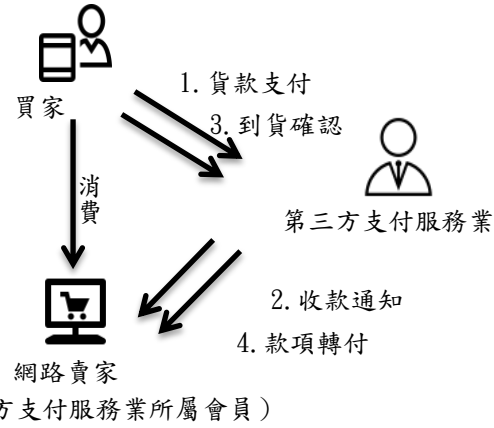 1.貨款支付
買家
3.到貨確認
消
費
第三方支付服務業
2.收款通知
4.款項轉付
網路賣家
方支付服務業所屬會員）